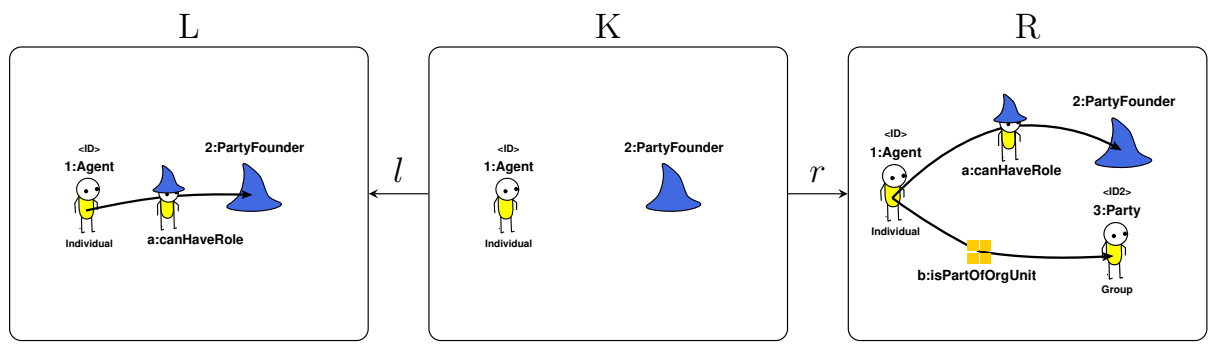 L
<ID>
1:Agent
Individual
a:canHaveRole
2:PartyFounder
l
K
<ID>
1:Agent
Individual
2:PartyFounder
r
R
<ID>
1:Agent
Individual
a:canHaveRole
2:PartyFounder
b:isPartOfOrgUnit
<ID2>
3:Party
Group